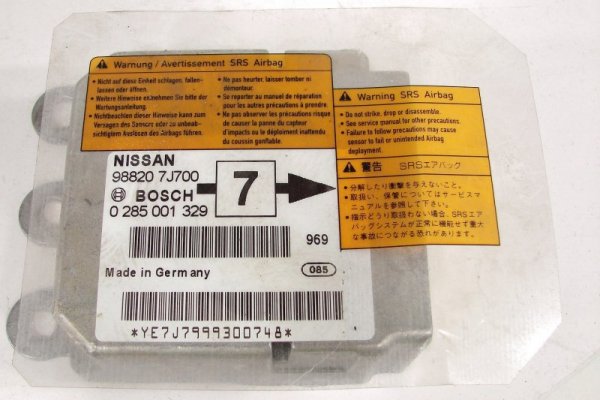 Warnung / Avertissement SRS Airbag
• Nicht auf diese Einheit schlagen, fallen-
lassen oder öffnen.
• Weitere Hinweise entnehmen Sie bitte der
Wartungsanleitung.
• Nichtbeachten dieser Hinweise kann zum
Versagen des Sensors oder zu unbeab-
sichtigtem Auslösen des Airbags führen.
• Ne pas heurter, laisser tomber ni
démonteur.
• Se reporter au manuel de réparation
pour les autres précautions à prendre.
• Ne pas observer les précautions risque
de causer la panne du capteur
d'impacts ou le déploiement inattendu
du coussin gonflable.
Warning SRS Airbag
• Do not strike, drop or disassemble.
• See service manual for other precautions.
• Failure to follow precautions may cause
sensor to fail or unintended Airbag
deployment.
警告 SRSエアバッグ
• 分解したり衝撃を与えないこと。
• 取扱い、保管についてはサービスマ
ニュアルを参照して下さい。
• 指示どうり取扱わない場合、SRSエア
バッグシステムが正常に機能せず重大
な事故につながる恐れがあります。
NISSAN
98820 7J700
BOSCH
0 285 001 329
7
969
Made in Germany
085
*YE7J7999300748*